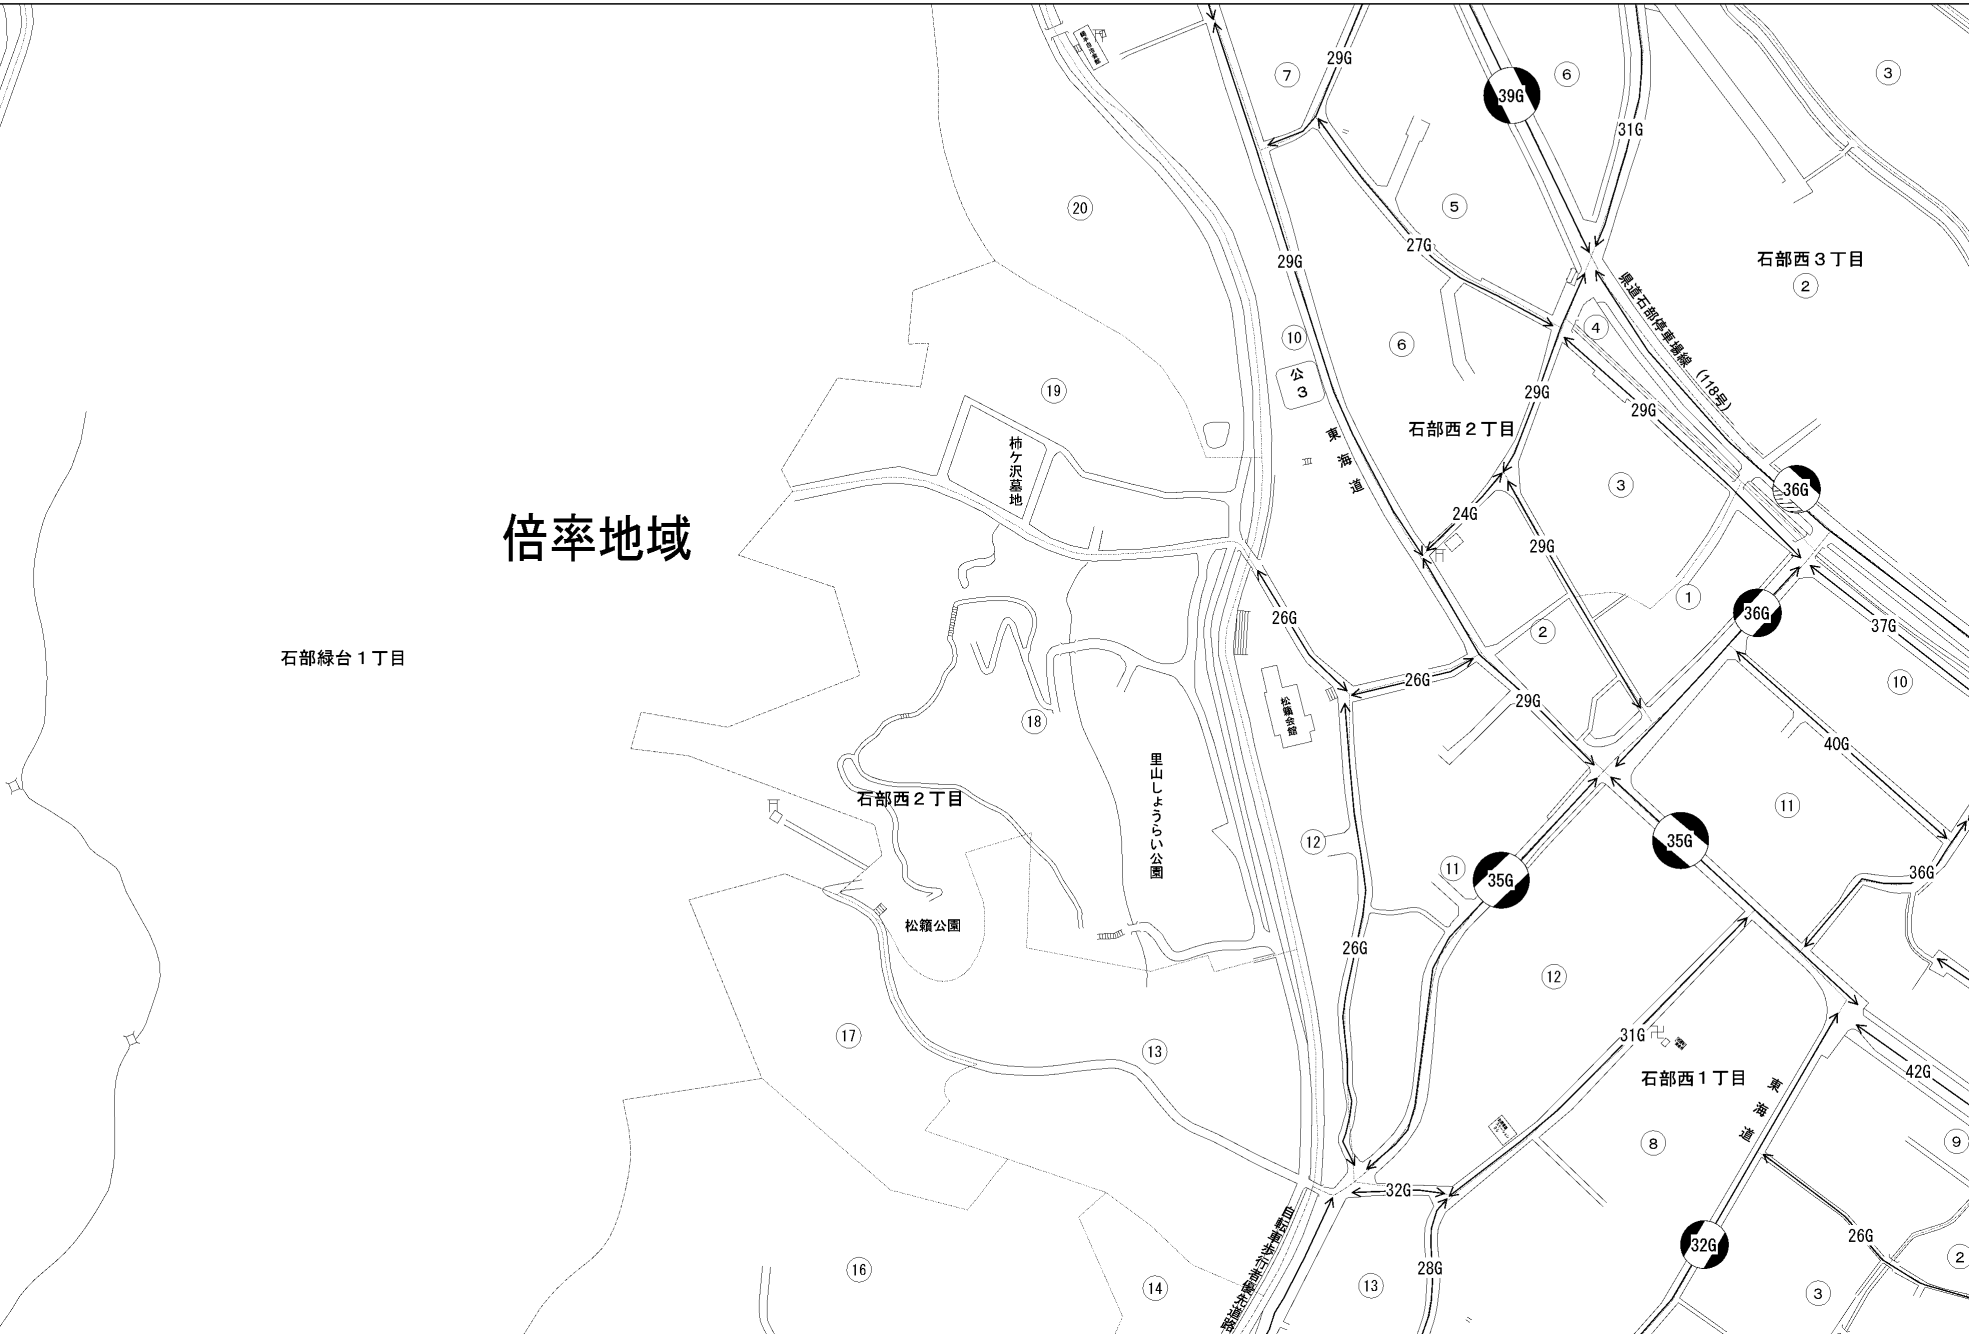 29G
7
6
39G
3
31G
20
5
27G
石部西３丁目
2
29G
県道石部停車場線（118号）
4
10
6
公
3
19
29G
29G
東海道
石部西２丁目
柿ケ沢墓地
3
36G
24G
倍率地域
29G
1
36G
26G
2
37G
石部緑台１丁目
26G
10
29G
松籟会館
18
40G
里山しょうらい公園
石部西２丁目
11
12
35G
11
35G
36G
松籟公園
26G
12
17
13
31G
石部西１丁目
42G
東海道
8
9
32G
自転車歩行者優先道路
26G
32G
2
16
28G
14
13
3